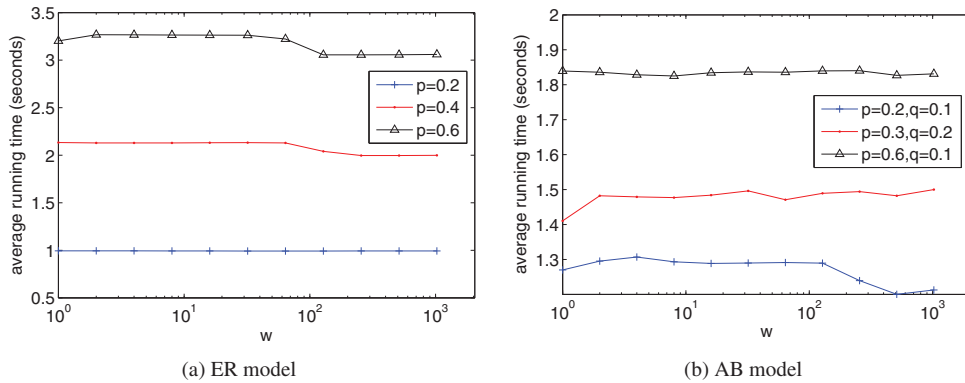 3.5
3
2.5
2
1.5
1
0.5
average running time (seconds)
10^0
10^1
10^2
10^3
w
p=0.2
p=0.4
p=0.6
(a) ER model
2
1.9
1.8
1.7
1.6
1.5
1.4
1.3
average running time (seconds)
10^0
10^1
10^2
10^3
w
p=0.2,q=0.1
p=0.3,q=0.2
p=0.6,q=0.1
(b) AB model